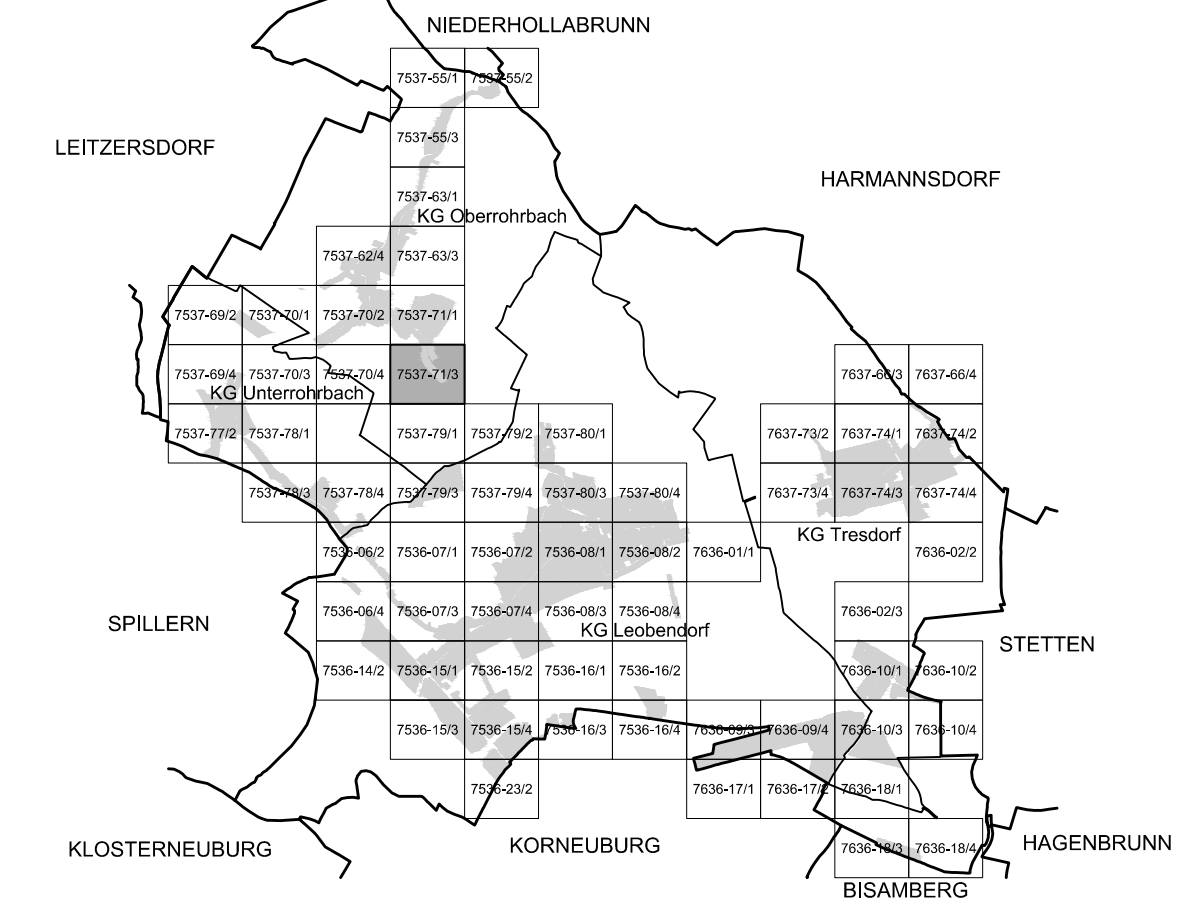 NIEDERHOLLABRUNN
7537-55/1 7537-55/2
LEITZERSDORF
7537-55/3
HARMANNSDORF
7537-63/1
KG Oberrohrbach
7537-62/4 7537-63/3
7537-69/2 7537-70/1 7537-70/2 7537-71/1
7537-69/4 7537-70/3 7537-70/4 7537-71/3 7637-66/3 7637-66/4
KG Unterrohrbach
7537-77/2 7537-78/1 7537-79/1 7537-79/2 7537-80/1 7637-73/2 7637-74/1 7637-74/2
7537-78/3 7537-78/4 7537-79/3 7537-79/4 7537-80/3 7537-80/4 7637-73/4 7637-74/3 7637-74/4
KG Tresdorf
7536-06/2 7536-07/1 7536-07/2 7536-08/1 7536-08/2 7636-01/1 7636-02/2
7536-06/4 7536-07/3 7536-07/4 7536-08/3 7536-08/4 7636-02/3
SPILLERN
KG Leobendorf
STETTEN
7536-14/2 7536-15/1 7536-15/2 7536-16/1 7536-16/2 7636-10/1 7636-10/2
7536-15/3 7536-15/4 7536-16/3 7536-16/4 7636-09/3 7636-09/4 7636-10/3 7636-10/4
7536-23/2 7636-17/1 7636-17/2 7636-18/1
KLOSTERNEUBURG
KORNEUBURG
HAGENBRUNN
7636-18/3 7636-18/4
BISAMBERG